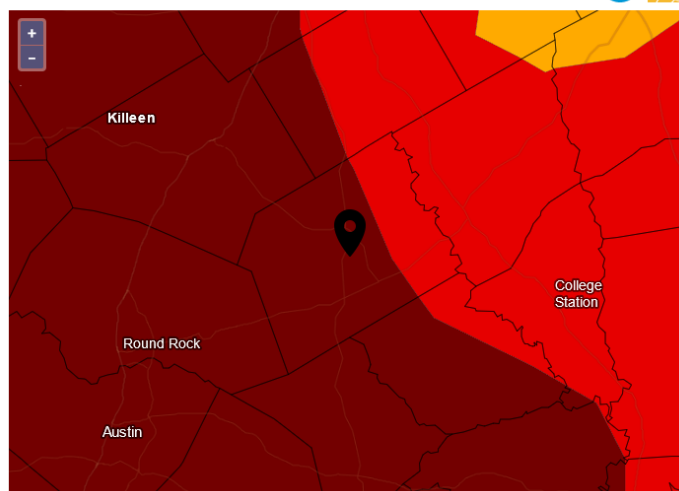 +
−
Killeen
College
Station
Round Rock
Austin